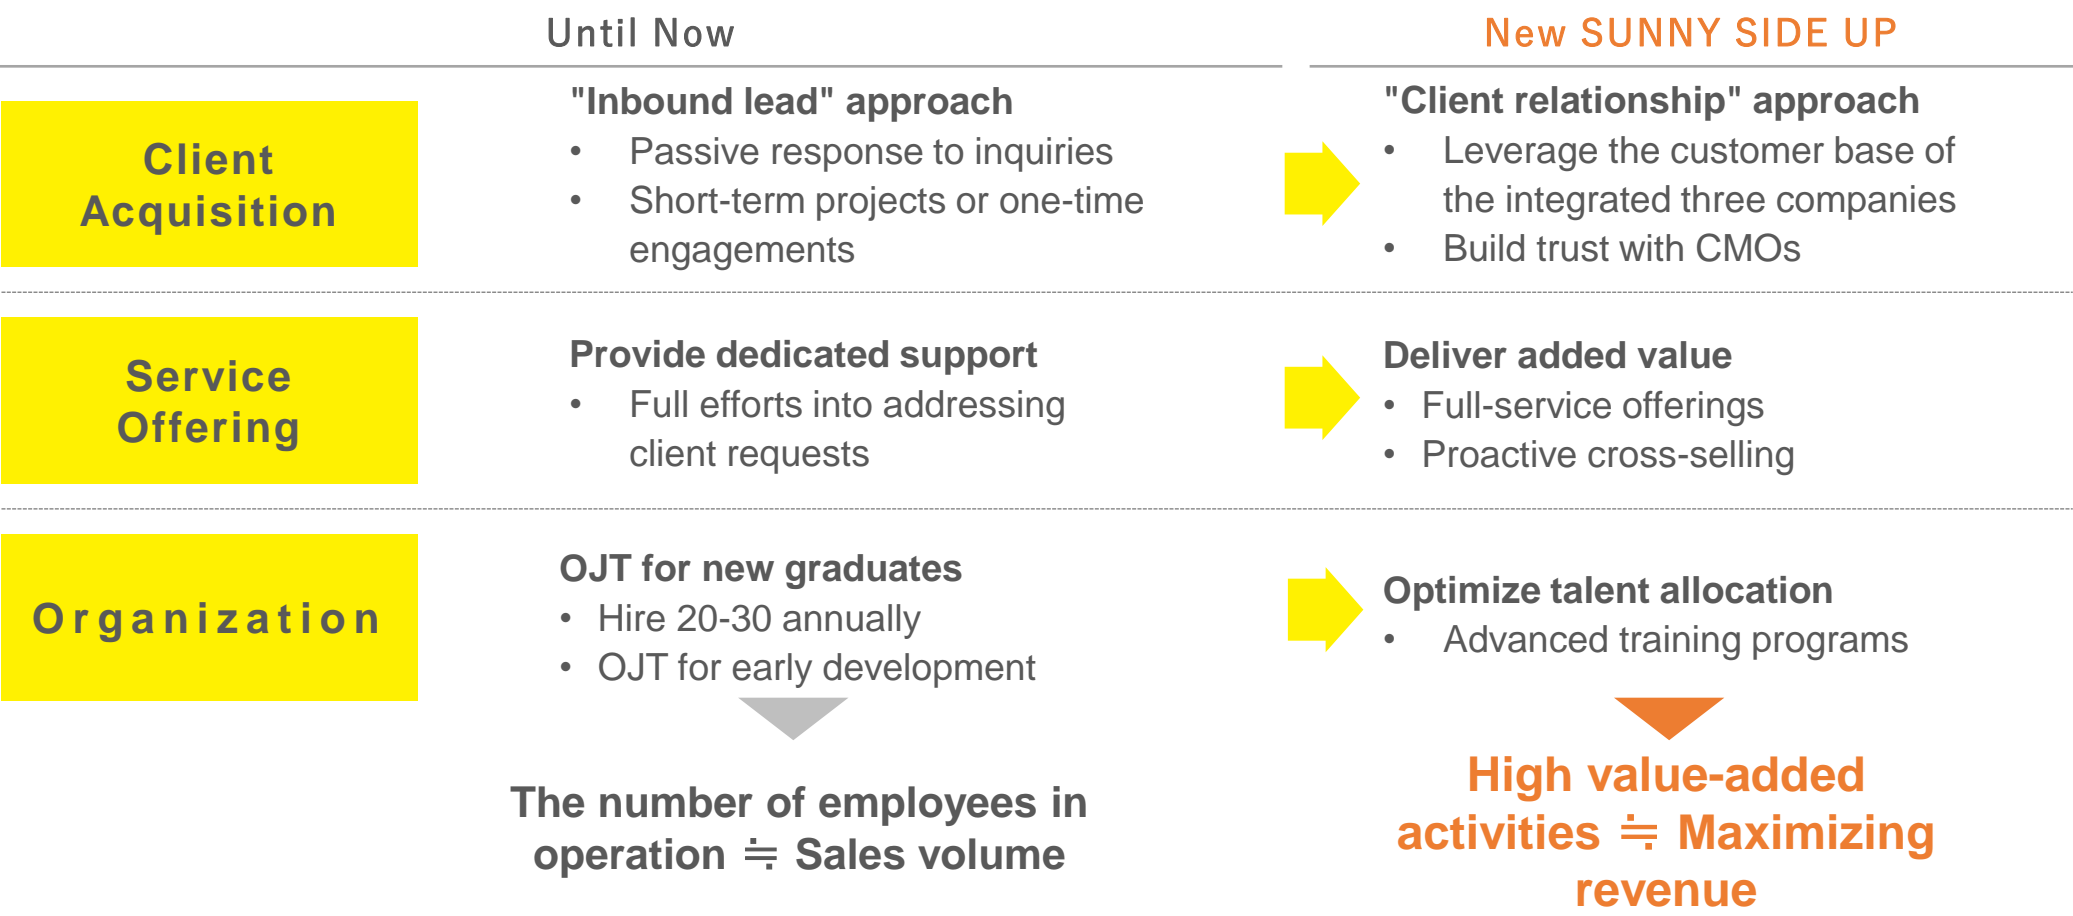 Until Now
New SUNNY SIDE UP
Client
Acquisition
"Inbound lead" approach
• Passive response to inquiries
• Short-term projects or one-time
engagements
"Client relationship" approach
• Leverage the customer base of
the integrated three companies
• Build trust with CMOs
Service
Offering
Provide dedicated support
• Full efforts into addressing
client requests
Deliver added value
• Full-service offerings
• Proactive cross-selling
Organization
OJT for new graduates
• Hire 20-30 annually
• OJT for early development
Optimize talent allocation
• Advanced training programs
The number of employees in
operation ≒ Sales volume
High value-added
activities ≒ Maximizing
revenue